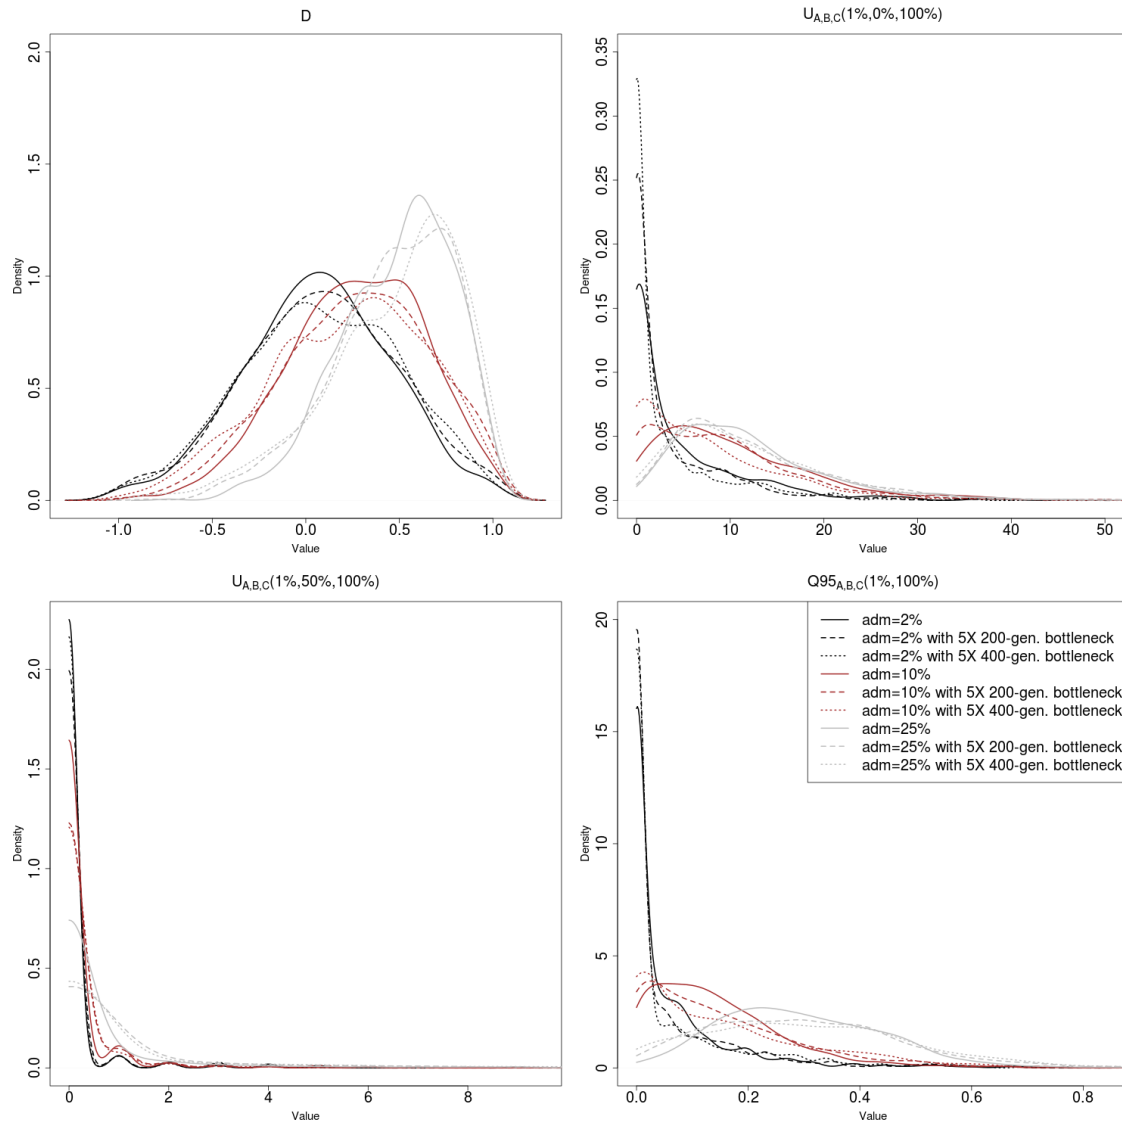 D
2.0
1.5
1.0
0.5
0.0
Density
-1.0 -0.5 0.0 0.5 1.0
Value
U_A,B,C(1%,0%,100%)
0.35
0.30
0.25
0.20
0.15
0.10
0.05
0.00
Density
0 10 20 30 40 50
Value
U_A,B,C(1%,50%,100%)
2.0
1.5
1.0
0.5
0.0
Density
0 2 4 6 8
Value
Q95_A,B,C(1%,100%)
20
15
10
5
0
Density
0.0 0.2 0.4 0.6 0.8
Value
adm=2%
adm=2% with 5X 200-gen. bottleneck
adm=2% with 5X 400-gen. bottleneck
adm=10%
adm=10% with 5X 200-gen. bottleneck
adm=10% with 5X 400-gen. bottleneck
adm=25%
adm=25% with 5X 200-gen. bottleneck
adm=25% with 5X 400-gen. bottleneck